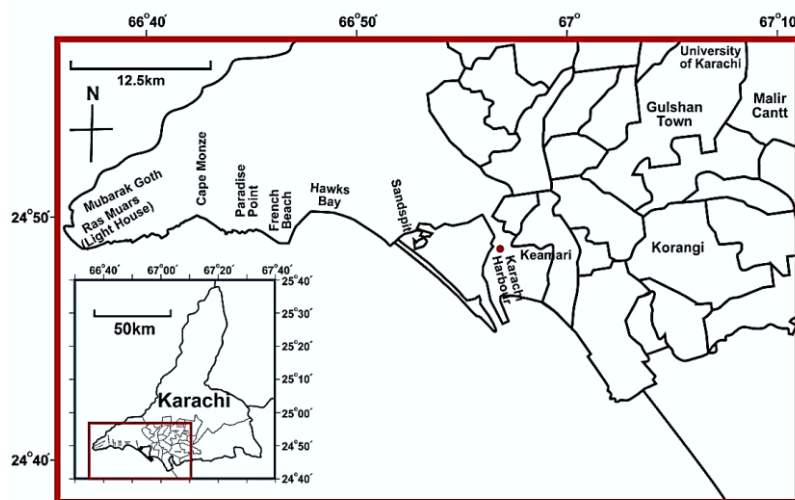 66°40′
66°50′
67°
67°10′
12.5km
N
University
of Karachi
Gulshan
Town
Malir
Cantt
Mubarak Goth
Ras Muars
(Light House)
Cape Monze
Paradise
Point
French
Beach
Hawks
Bay
Sandspit
Karachi
Harbour
Keamari
Korangi
24°50′
24°40′
66°40′
67°00′
67°20′
67°40′
50km
Karachi
25°40′
25°30′
25°20′
25°10′
25°00′
24°50′
24°40′